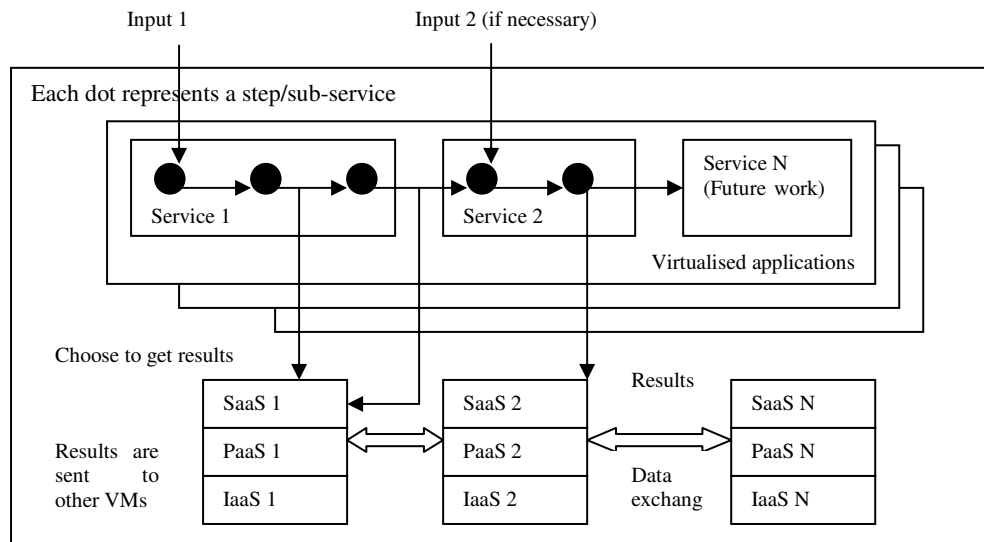 Input 1
Input 2 (if necessary)
Each dot represents a step/sub-service
Service 1
Service 2
Service N
(Future work)
Virtualised applications
Choose to get results
SaaS 1
PaaS 1
IaaS 1
SaaS 2
PaaS 2
IaaS 2
Results
Data
exchang
SaaS N
PaaS N
IaaS N
Results are
sent to
other VMs